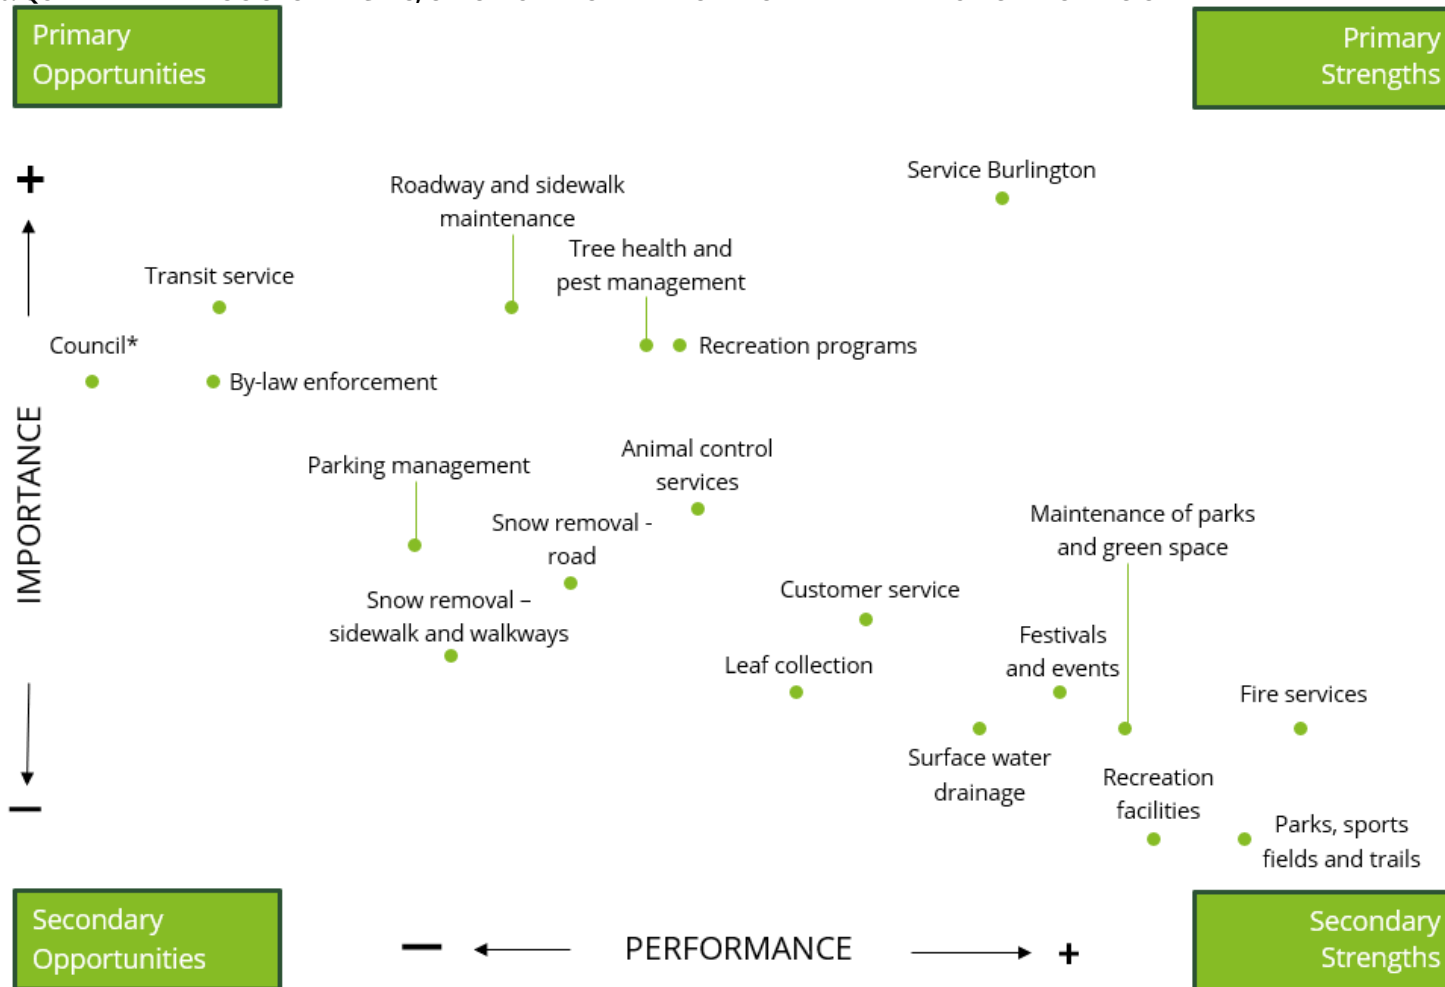 Primary
Opportunities
Primary
Strengths
+
Service Burlington
Roadway and sidewalk
maintenance
Tree health and
pest management
Transit service
Council*
Recreation programs
By-law enforcement
IMPORTANCE
Animal control
services
Parking management
Snow removal -
road
Maintenance of parks
and green space
Snow removal –
sidewalk and walkways
Customer service
Festivals
and events
Leaf collection
Fire services
Surface water
drainage
Recreation
facilities
–
Parks, sports
fields and trails
Secondary
Opportunities
– PERFORMANCE +
Secondary
Strengths